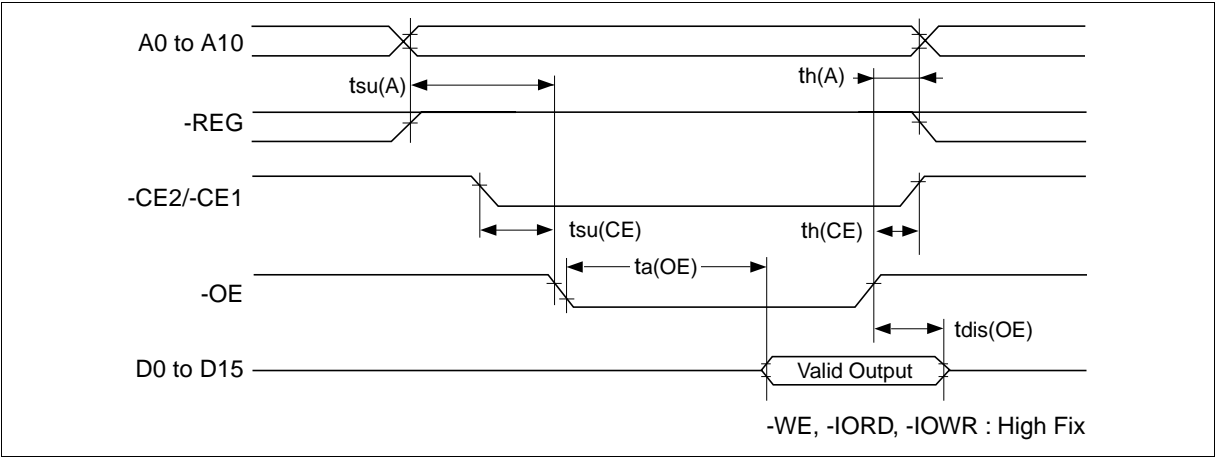 A0 to A10
tsu(A)
th(A)
-REG
-CE2/-CE1
tsu(CE)
th(CE)
ta(OE)
-OE
tdis(OE)
D0 to D15
Valid Output
-WE, -IORD, -IOWR : High Fix